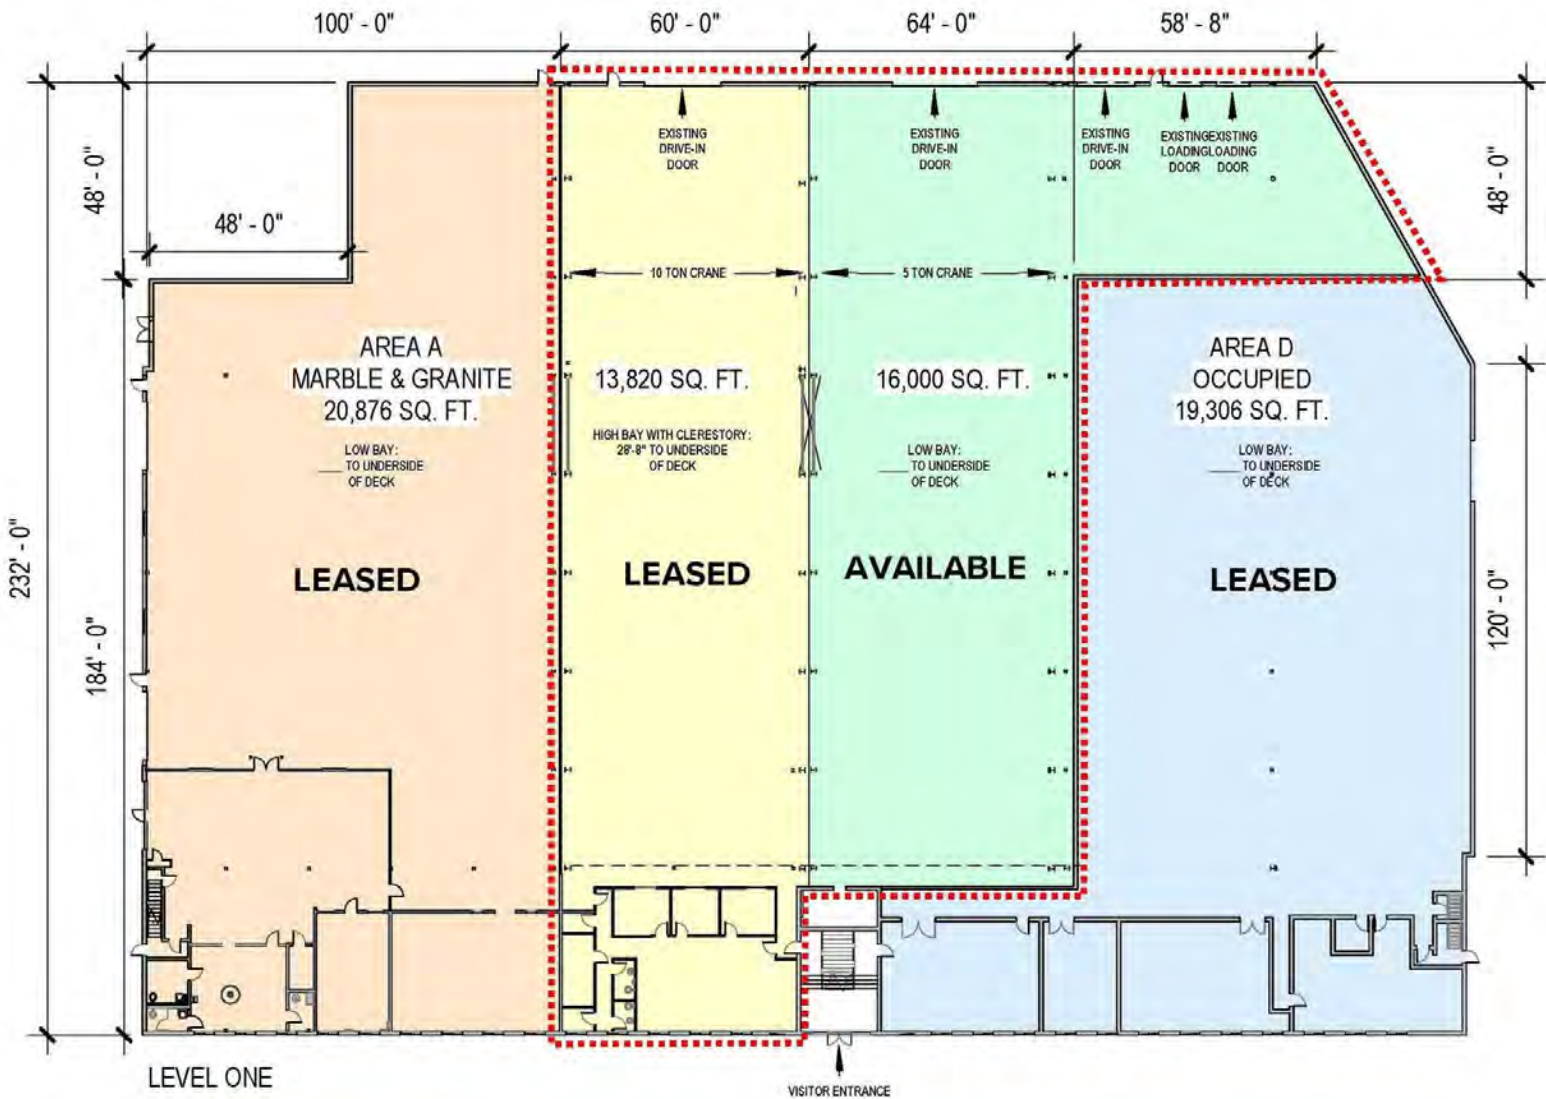 100' - 0"
60' - 0"
64' - 0"
58' - 8"
EXISTING
DRIVE-IN
DOOR
EXISTING
DRIVE-IN
DOOR
EXISTING
DRIVE-IN
DOOR
EXISTING
LOADING
DOOR
EXISTING
LOADING
DOOR
48' - 0"
48' - 0"
48' - 0"
10 TON CRANE
5 TON CRANE
AREA A
MARBLE & GRANITE
20,876 SQ. FT.
LOW BAY:
TO UNDERSIDE
OF DECK
LEASED
13,820 SQ. FT.
HIGH BAY WITH CLERESTORY:
26'-8" TO UNDERSIDE
OF DECK
LEASED
16,000 SQ. FT.
LOW BAY:
TO UNDERSIDE
OF DECK
AVAILABLE
AREA D
OCCUPIED
19,306 SQ. FT.
LOW BAY:
TO UNDERSIDE
OF DECK
LEASED
232' - 0"
184' - 0"
120' - 0"
LEVEL ONE
VISITOR ENTRANCE